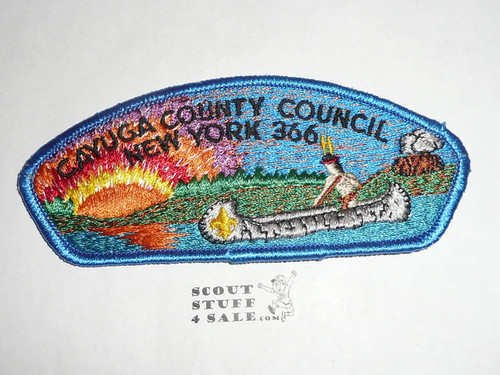 CAYUGA COUNTY COUNCIL
NEW YORK 366
SCOUT
STUFF
4 SALE.COM